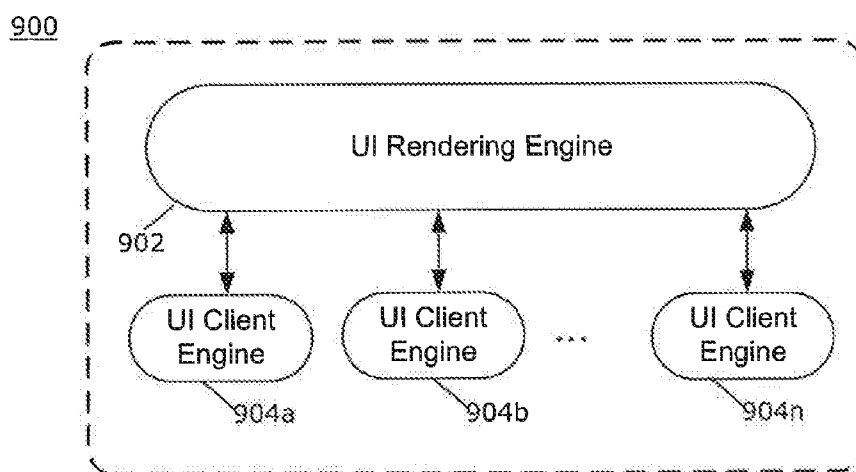 900
UI Rendering Engine
902
UI Client
Engine
UI Client
Engine
...
UI Client
Engine
904a
904b
904n